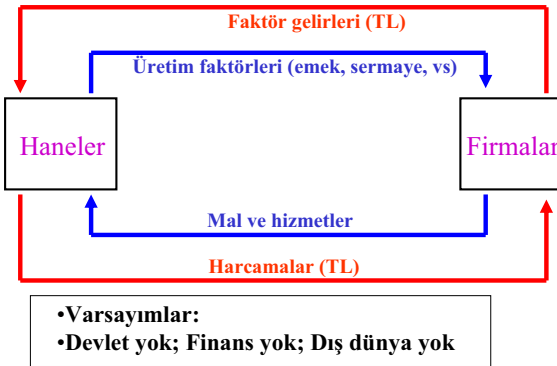 Faktör gelirleri (TL)
Üretim faktörleri (emek, sermaye, vs)
Haneler
Firmalar
Mal ve hizmetler
Harcamalar (TL)
•Varsayımlar:
•Devlet yok; Finans yok; Dış dünya yok